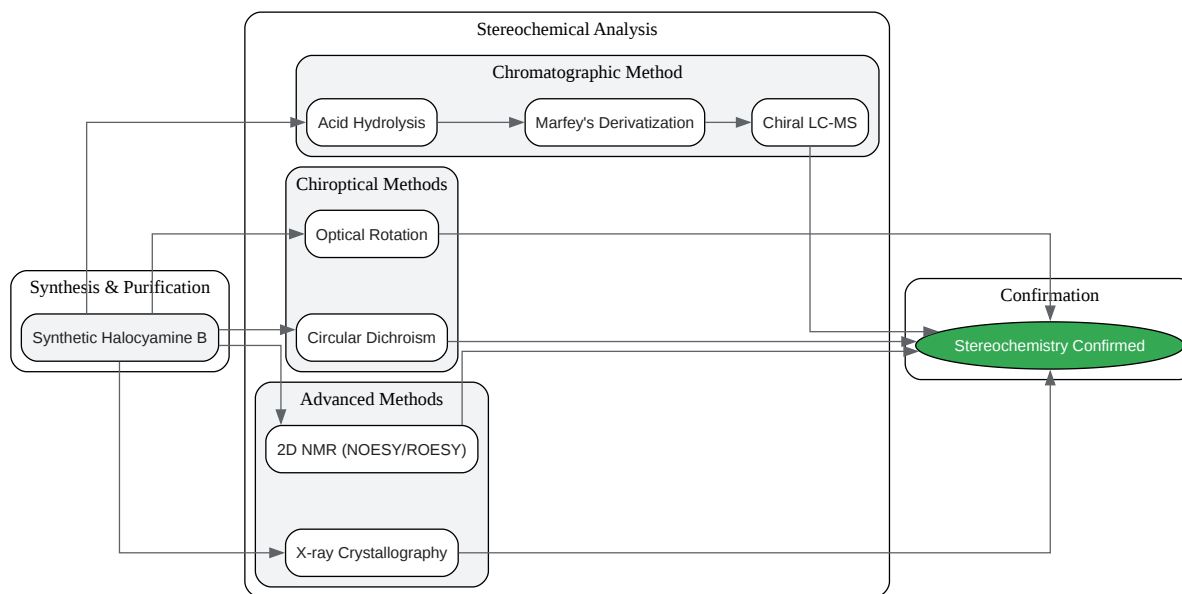 Stereochemical Analysis
Chromatographic Method
Acid Hydrolysis
Marfey's Derivatization
Chiral LC-MS
Chiroptical Methods
Optical Rotation
Circular Dichroism
Synthesis & Purification
Synthetic Halocyamine B
Advanced Methods
2D NMR (NOESY/ROESY)
X-ray Crystallography
Confirmation
Stereochemistry Confirmed